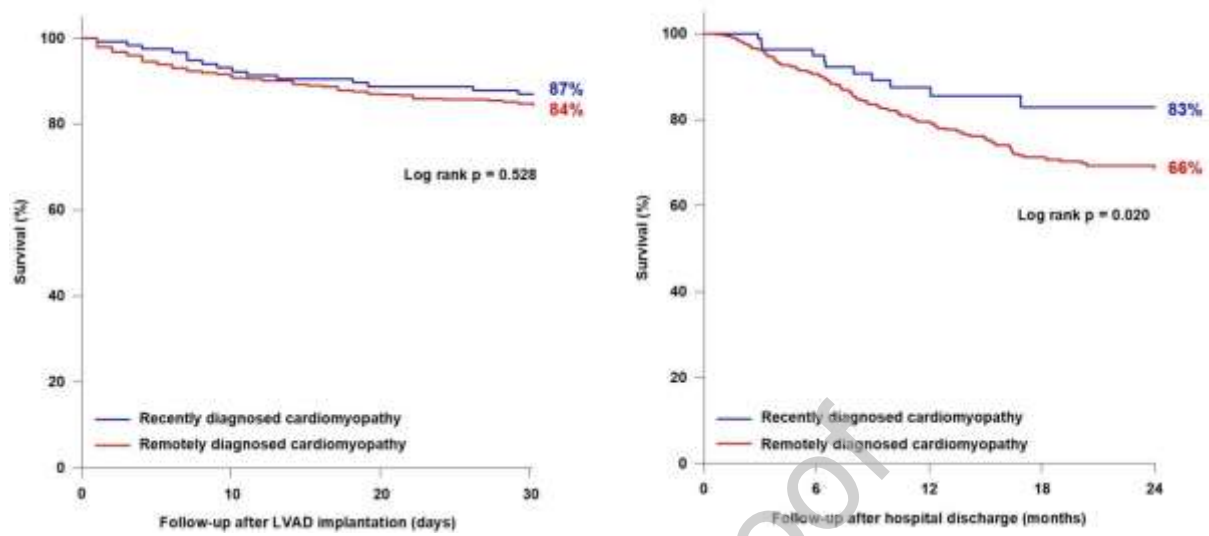 100
80
60
40
20
0
Survival (%)
87%
84%
Log rank p = 0.528
Recently diagnosed cardiomyopathy
Remotely diagnosed cardiomyopathy
0 10 20 30
Follow-up after LVAD implantation (days)
100
80
60
40
20
0
Survival (%)
83%
66%
Log rank p = 0.020
Recently diagnosed cardiomyopathy
Remotely diagnosed cardiomyopathy
0 6 12 18 24
Follow-up after hospital discharge (months)
oof